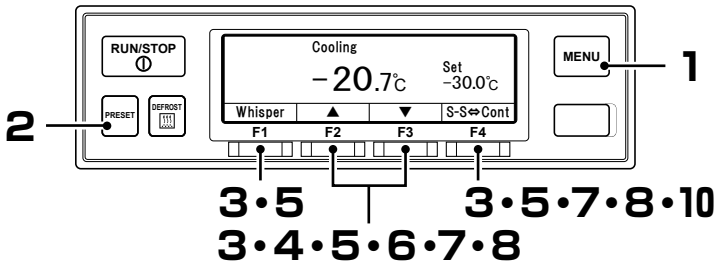 RUN/STOP
Cooling
-20.7℃
Set
-30.0℃
MENU
1
2
PRESET
DEFROST
Whisper ▲ ▼ S-S⇔Cont
F1 F2 F3 F4
3・5
3・5・7・8・10
3・4・5・6・7・8